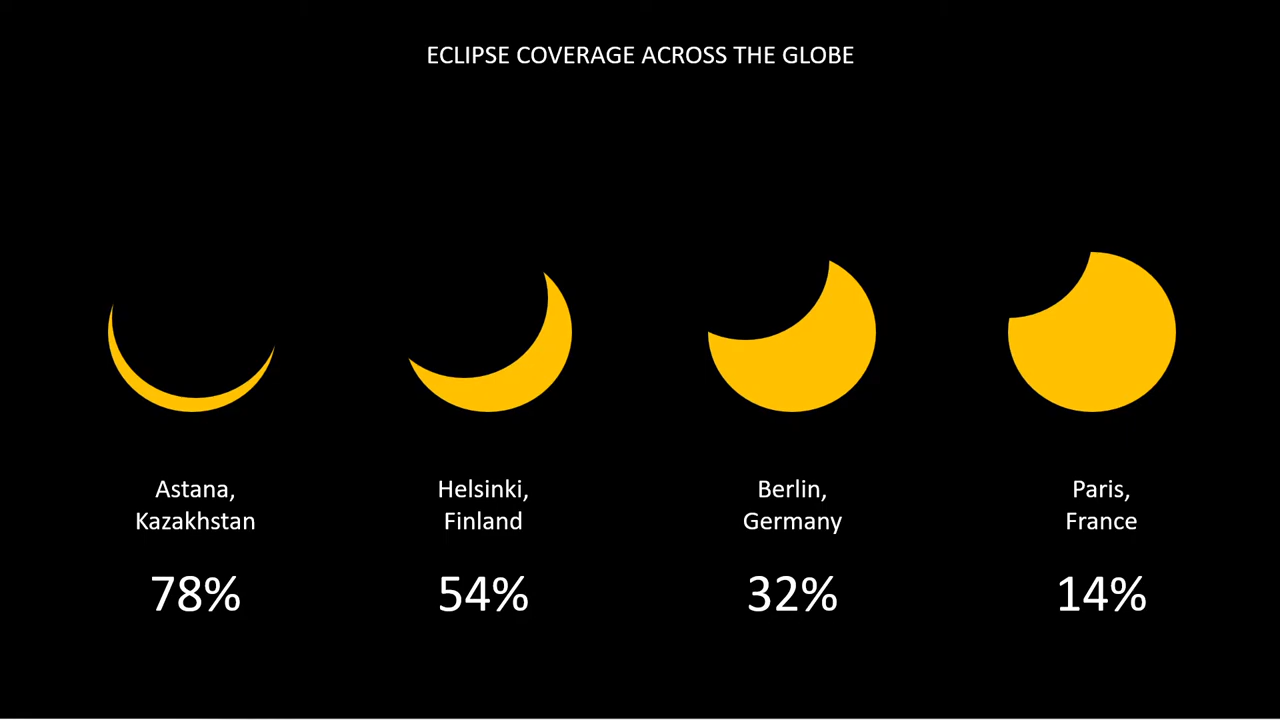 ECLIPSE COVERAGE ACROSS THE GLOBE
Astana,
Kazakhstan
78%
Helsinki,
Finland
54%
Berlin,
Germany
32%
Paris,
France
14%